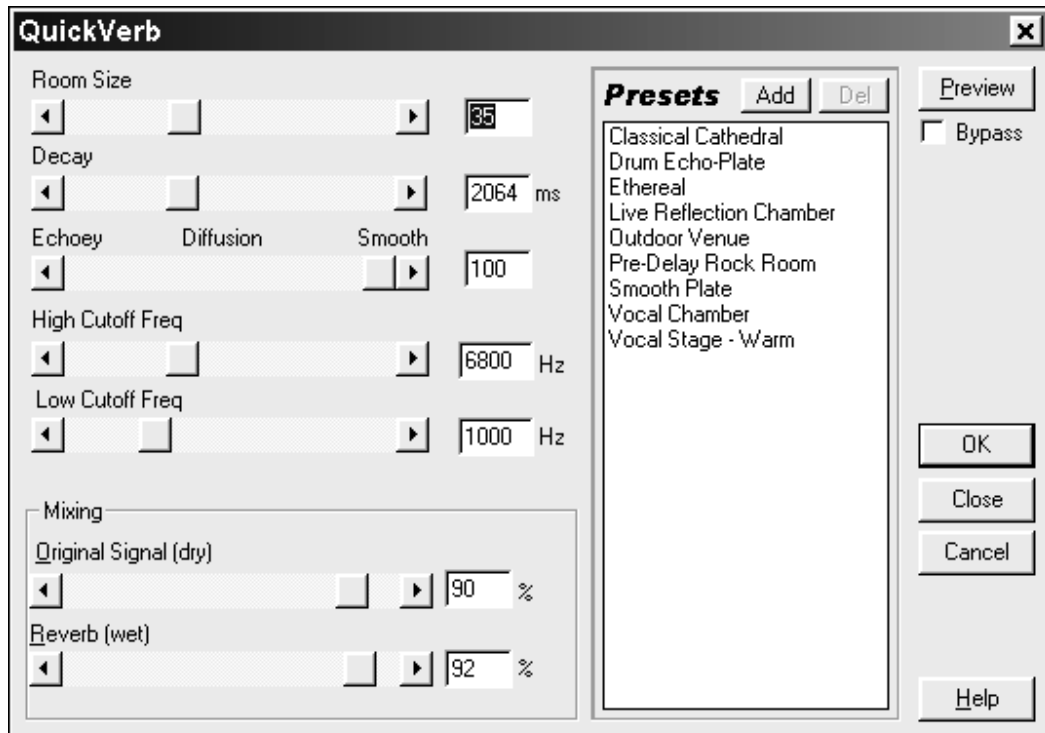 QuickVerb
Room Size
35
Decay
2064 ms
Echoey Diffusion Smooth
100
High Cutoff Freq
6800 Hz
Low Cutoff Freq
1000 Hz
Mixing
Original Signal (dry)
90 %
Reverb (wet)
92 %
Presets Add Del
Classical Cathedral
Drum Echo-Plate
Ethereal
Live Reflection Chamber
Outdoor Venue
Pre-Delay Rock Room
Smooth Plate
Vocal Chamber
Vocal Stage - Warm
Preview
Bypass
OK
Close
Cancel
Help